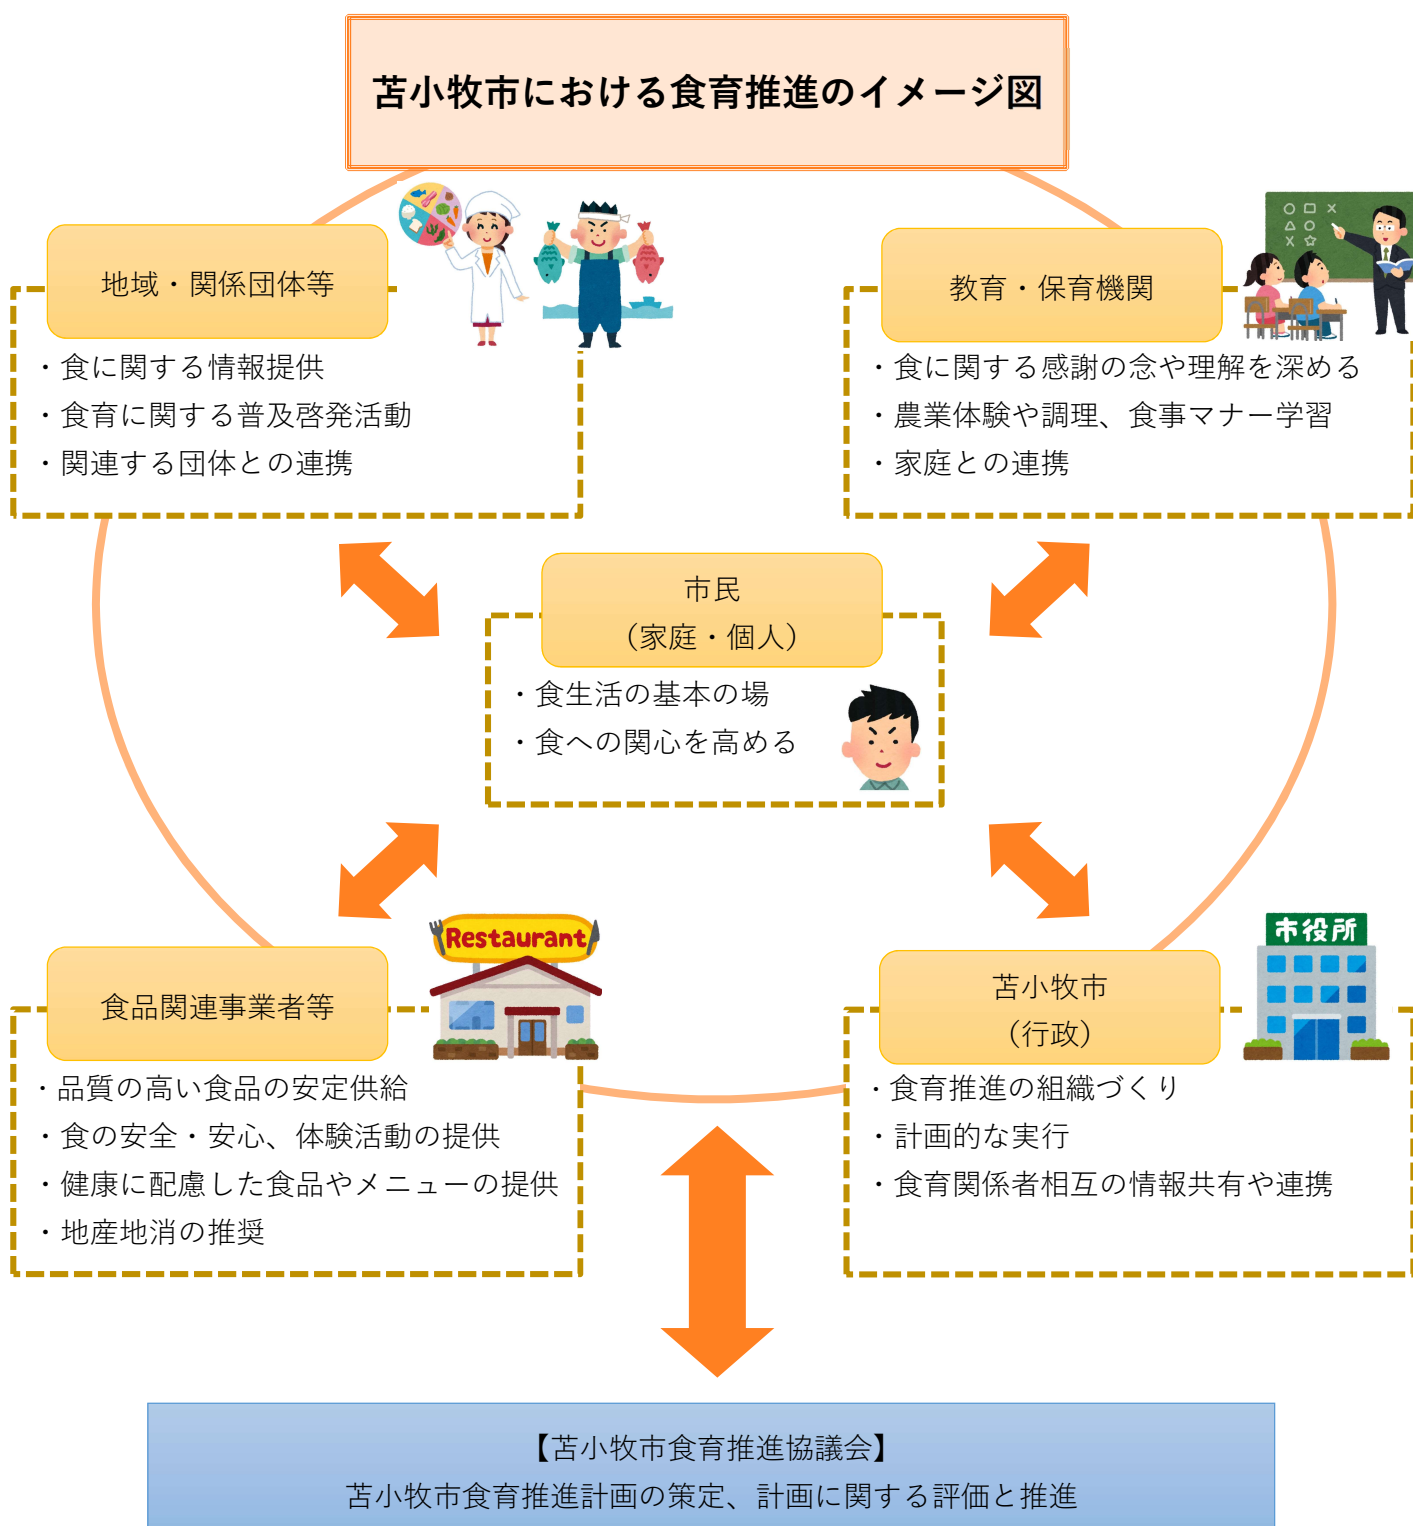 苫小牧市における食育推進のイメージ図
地域・関係団体等
・食に関する情報提供
・食育に関する普及啓発活動
・関連する団体との連携
教育・保育機関
・食に関する感謝の念や理解を深める
・農業体験や調理、食事マナー学習
・家庭との連携
市民
（家庭・個人）
・食生活の基本の場
・食への関心を高める
Restaurant
食品関連事業者等
・品質の高い食品の安定供給
・食の安全・安心、体験活動の提供
・健康に配慮した食品やメニューの提供
・地産地消の推奨
市役所
苫小牧市
（行政）
・食育推進の組織づくり
・計画的な実行
・食育関係者相互の情報共有や連携
【苫小牧市食育推進協議会】
苫小牧市食育推進計画の策定、計画に関する評価と推進